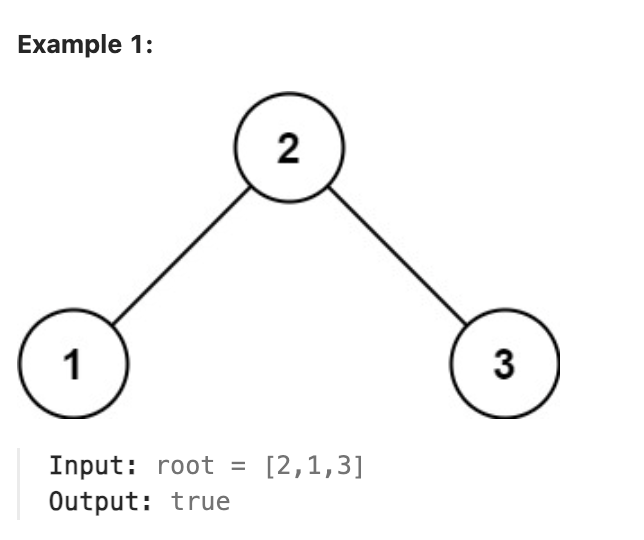 Example 1:
2
1 3
Input: root = [2,1,3]
Output: true